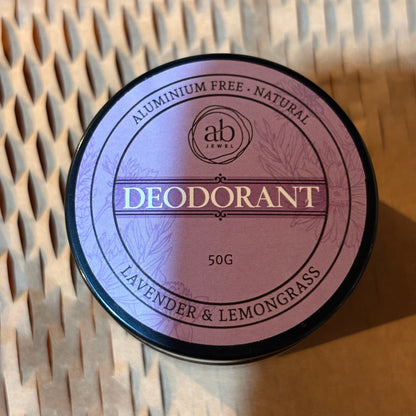 ALUMINIUM FREE · NATURAL
ab
JEWEL
DEODORANT
50G
LAVENDER & LEMONGRASS